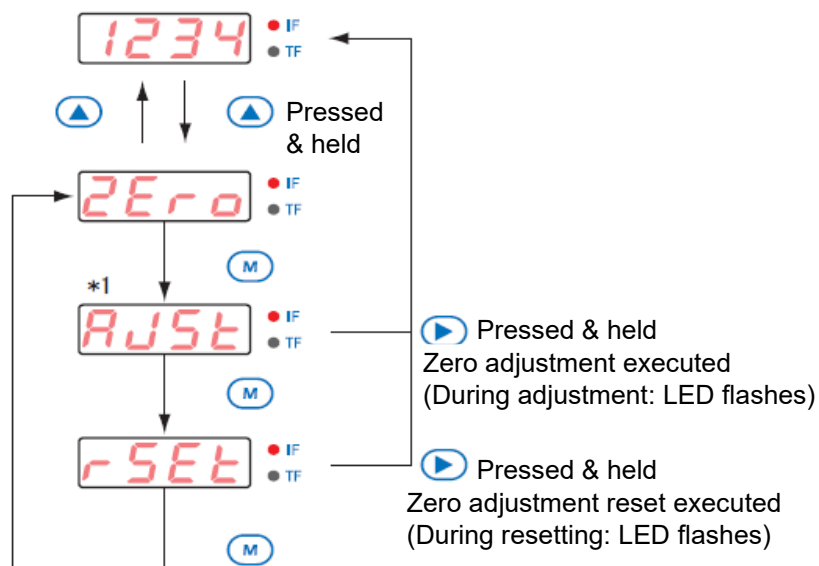 1234
IF
TF
Pressed
& held
ZEro
IF
TF
M
*1
AJSt
IF
TF
Pressed & held
Zero adjustment executed
(During adjustment: LED flashes)
M
rSEt
IF
TF
Pressed & held
Zero adjustment reset executed
(During resetting: LED flashes)
M